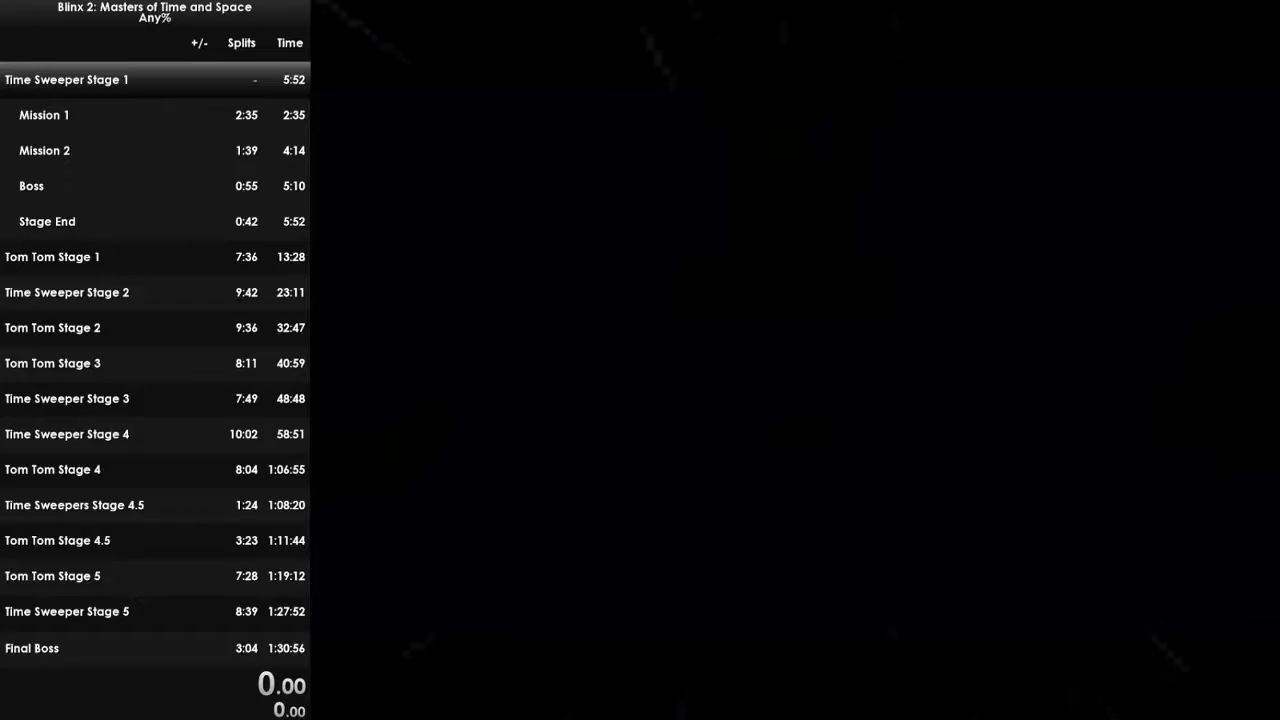 Blinx 2: Masters of Time and Space
Any%
+/- Splits Time
Time Sweeper Stage 1 - 5:52
Mission 1 2:35 2:35
Mission 2 1:39 4:14
Boss 0:55 5:10
Stage End 0:42 5:52
Tom Tom Stage 1 7:36 13:28
Time Sweeper Stage 2 9:42 23:11
Tom Tom Stage 2 9:36 32:47
Tom Tom Stage 3 8:11 40:59
Time Sweeper Stage 3 7:49 48:48
Time Sweeper Stage 4 10:02 58:51
Tom Tom Stage 4 8:04 1:06:55
Time Sweepers Stage 4.5 1:24 1:08:20
Tom Tom Stage 4.5 3:23 1:11:44
Tom Tom Stage 5 7:28 1:19:12
Time Sweeper Stage 5 8:39 1:27:52
Final Boss 3:04 1:30:56
0.00
0.00